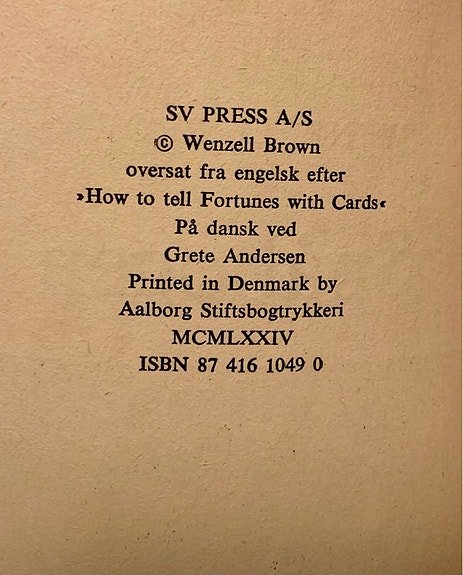 SV PRESS A/S
© Wenzell Brown
oversat fra engelsk efter
»How to tell Fortunes with Cards«
På dansk ved
Grete Andersen
Printed in Denmark by
Aalborg Stiftsbogtrykkeri
MCMLXXIV
ISBN 87 416 1049 0